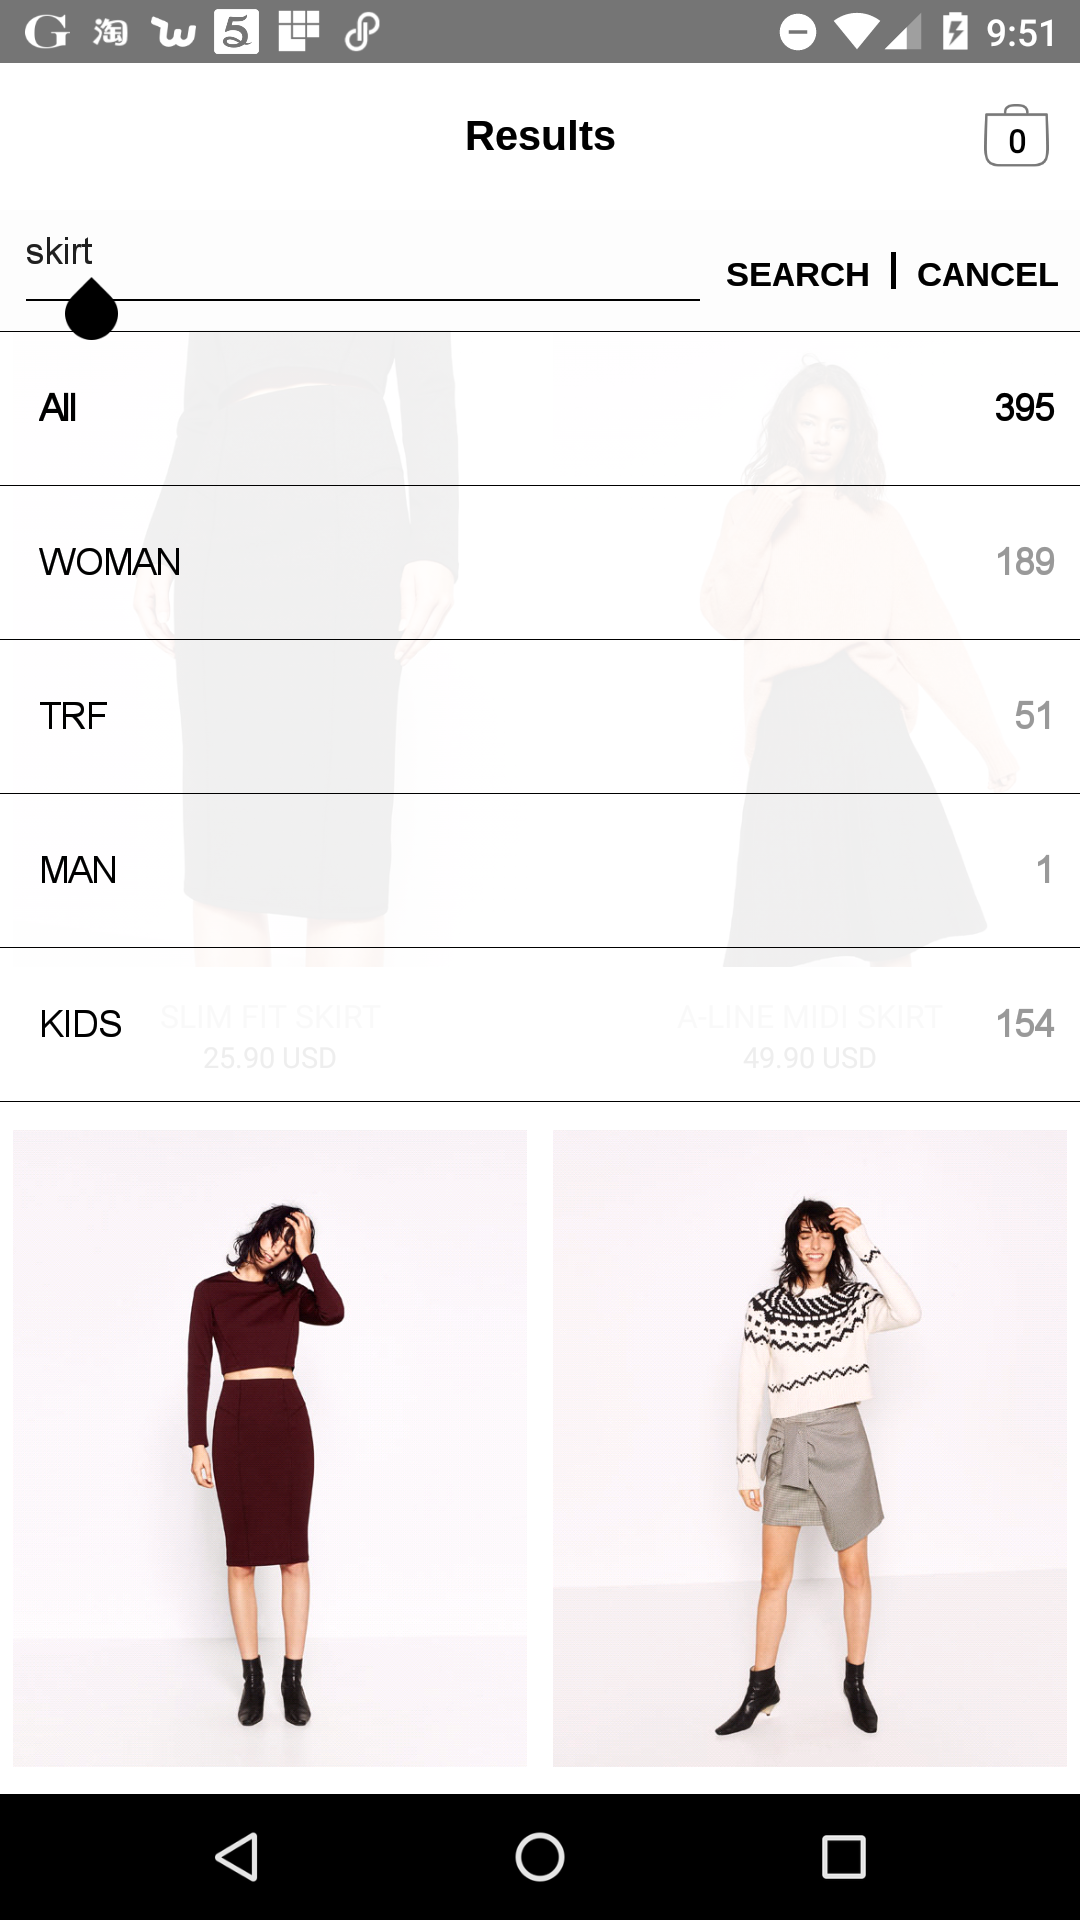 G 淘 W 5 9:51
Results
0
skirt
SEARCH | CANCEL
All 395
WOMAN 189
TRF 51
MAN 1
KIDS 154
SLIM FIT SKIRT A-LINE MIDI SKIRT
25.90 USD 49.90 USD